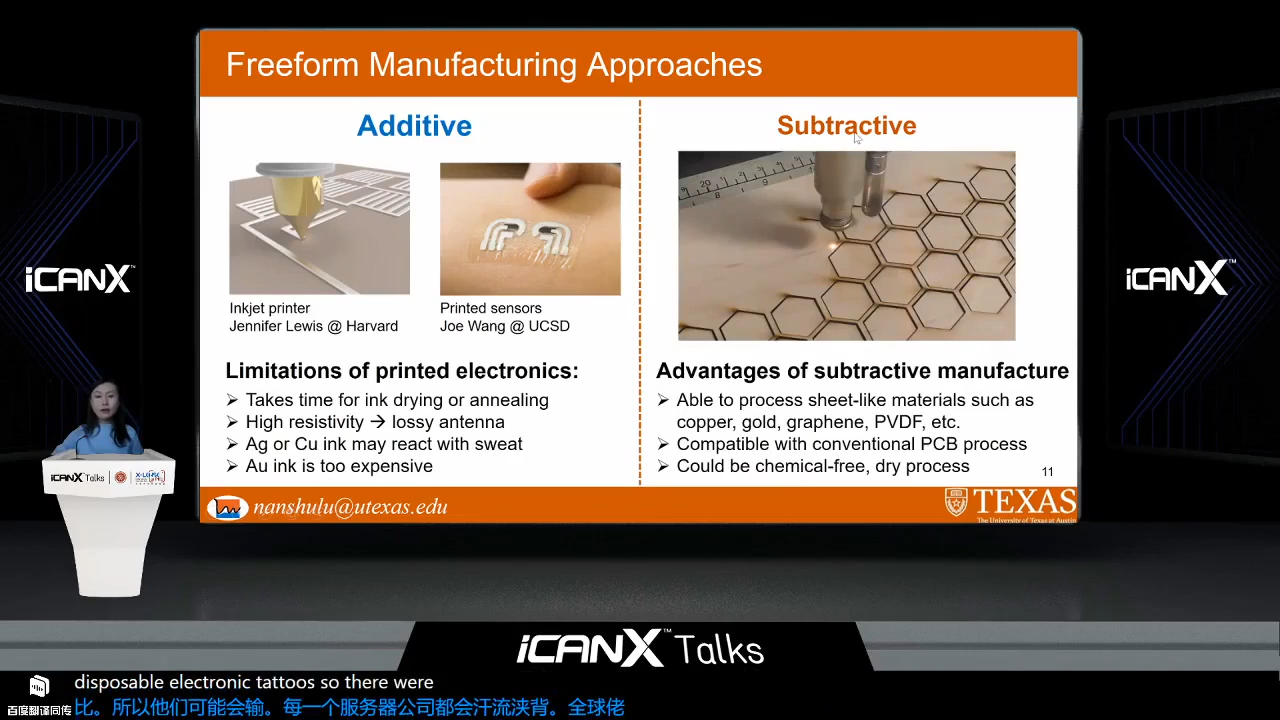 Freeform Manufacturing Approaches
Additive
Subtractive
Inkjet printer
Jennifer Lewis @ Harvard
Printed sensors
Joe Wang @ UCSD
Limitations of printed electronics:
Takes time for ink drying or annealing
High resistivity → lossy antenna
Ag or Cu ink may react with sweat
Au ink is too expensive
Advantages of subtractive manufacture
Able to process sheet-like materials such as
copper, gold, graphene, PVDF, etc.
Compatible with conventional PCB process
Could be chemical-free, dry process
11
nanshulu@utexas.edu
TEXAS
The University of Texas at Austin
iCANX™
iCANX™
iCANX Talks
iCANX™ Talks
disposable electronic tattoos so there were
百度翻译同传
比。所以他们可能会输。每一个服务器公司都会汗流浃背。全球佬